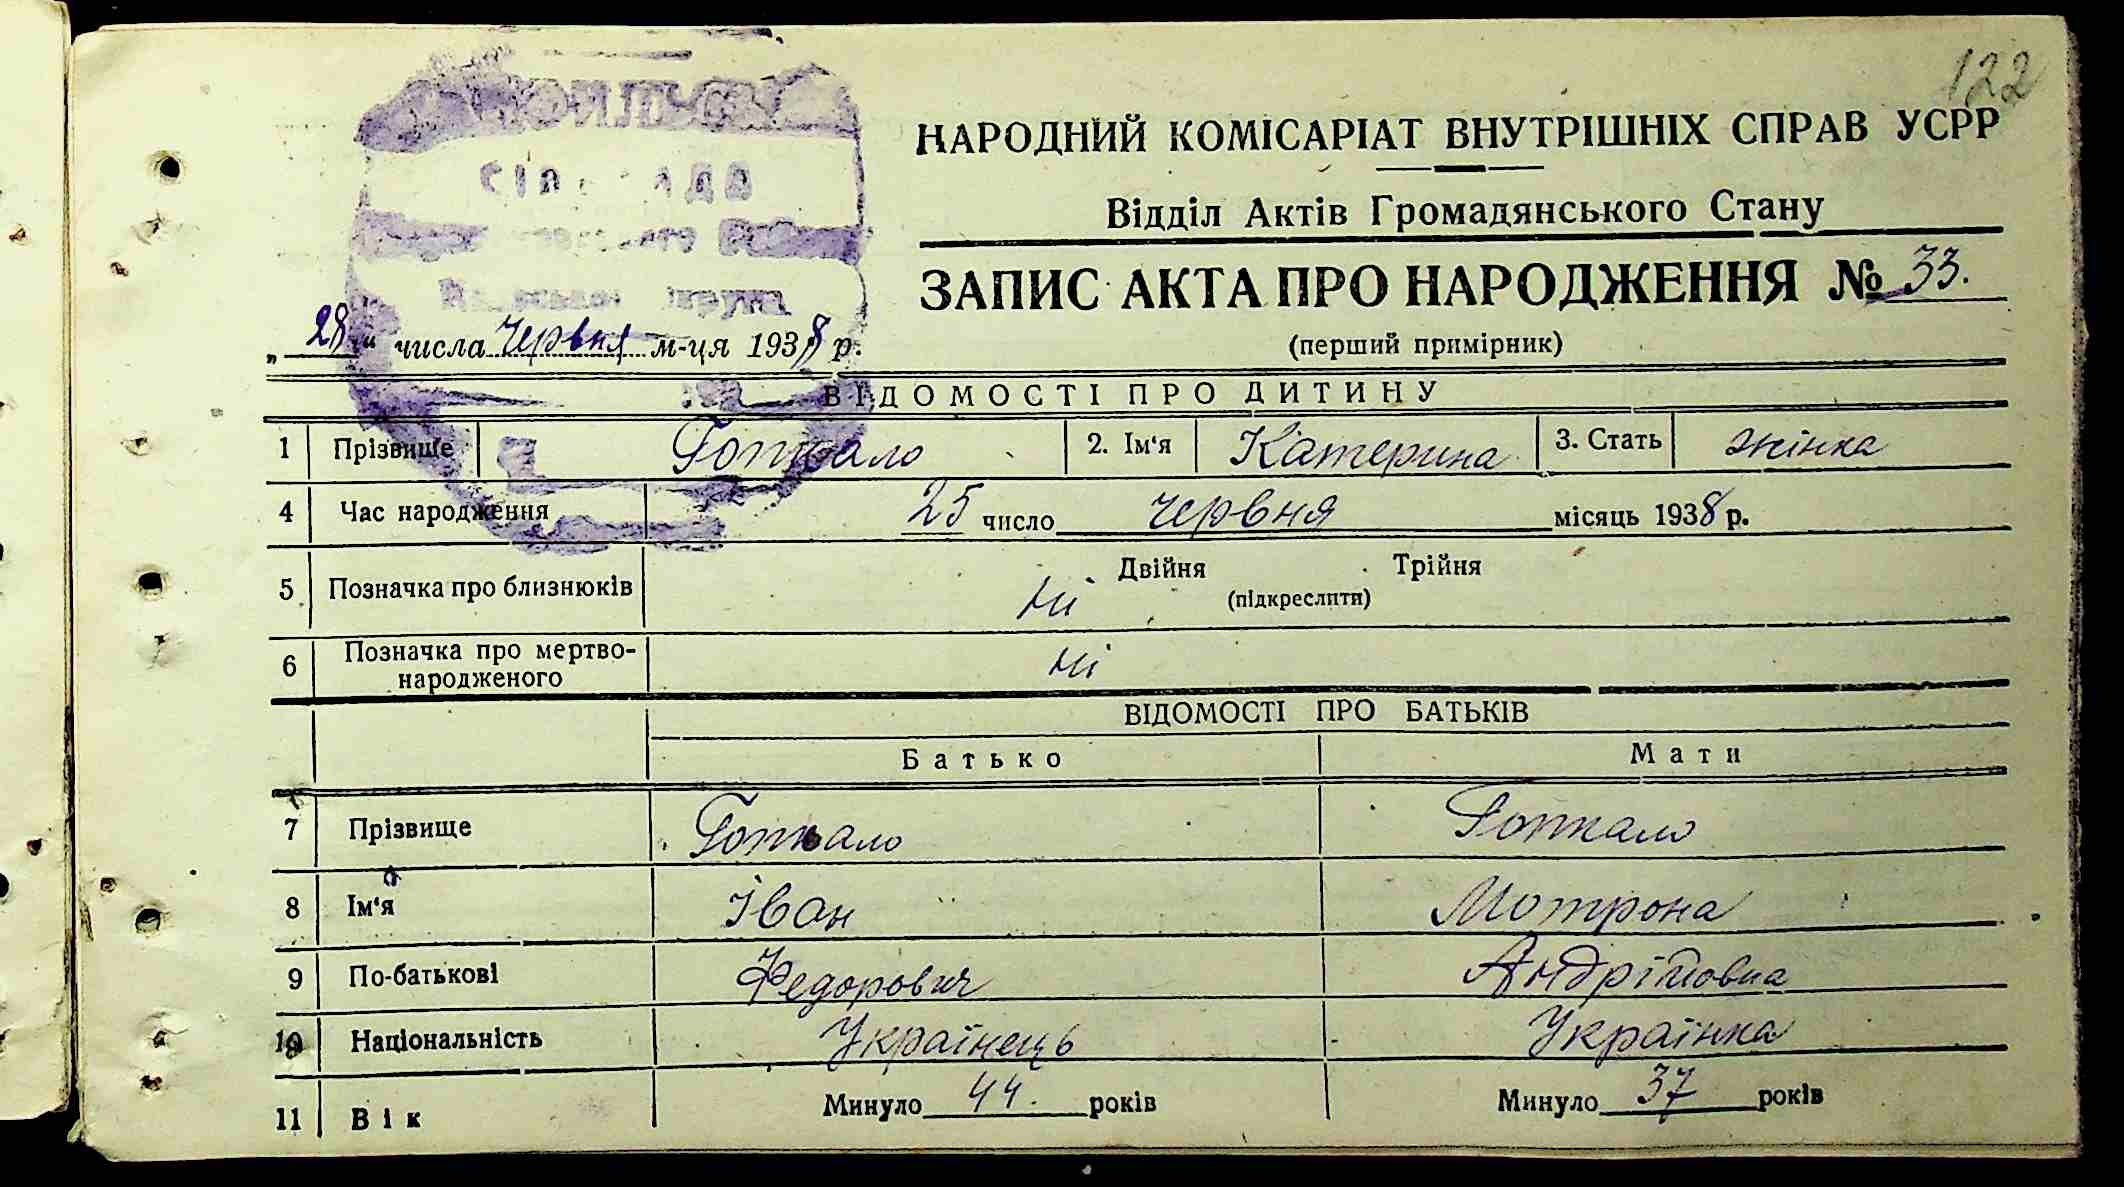 122
НАРОДНИЙ КОМІСАРІАТ ВНУТРІШНІХ СПРАВ УСРР
Відділ Актів Громадянського Стану
ЗАПИС АКТА ПРО НАРОДЖЕННЯ № 33.
„28“ числа червня м-ця 1938 р.
(перший примірник)
ВІДОМОСТІ ПРО ДИТИНУ
1 Прізвище Гопкало 2. Ім‘я Катерина 3. Стать жінка
4 Час народження 25 число червня місяць 1938 р.
5 Позначка про близнюків ні Двійня Трійня
(підкреслити)
6 Позначка про мертво-
народженого ні
ВІДОМОСТІ ПРО БАТЬКІВ
Батько Мати
7 Прізвище Гопкало Гопкало
8 Ім‘я Іван Мотрона
9 По-батькові Федорович Андрійовна
10 Національність Українець Українка
11 Вік Минуло 44. років Минуло 37 років